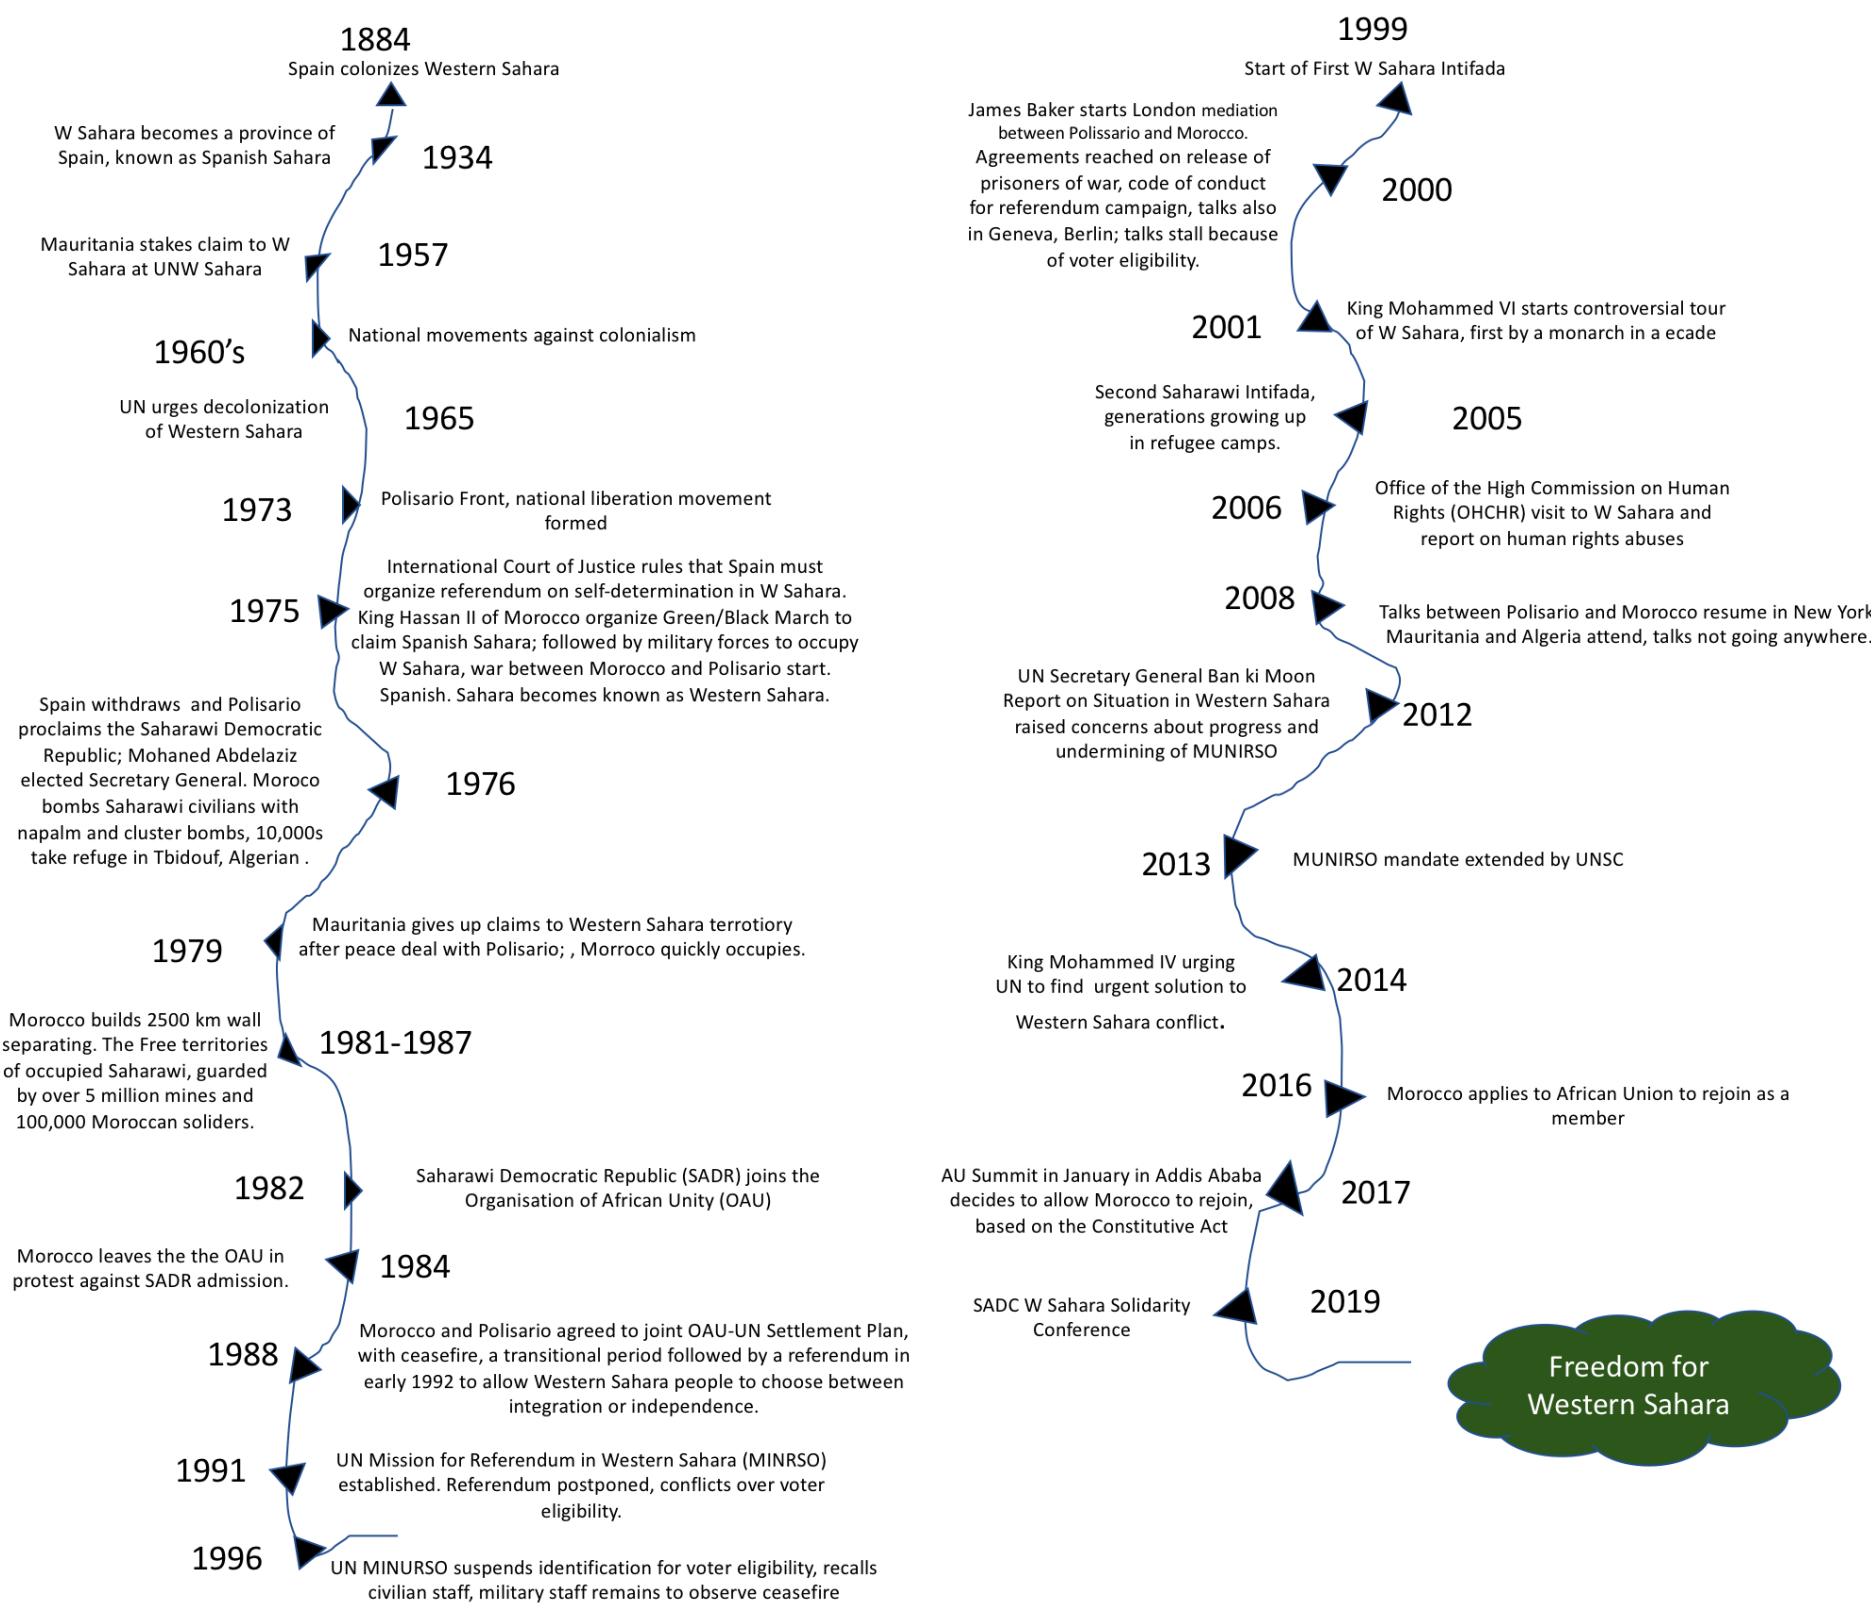 1884
Spain colonizes Western Sahara
W Sahara becomes a province of
Spain, known as Spanish Sahara
1934
Mauritania stakes claim to W
Sahara at UNW Sahara
1957
1960’s
National movements against colonialism
UN urges decolonization
of Western Sahara
1965
1973
Polisario Front, national liberation movement
formed
1975
International Court of Justice rules that Spain must
organize referendum on self-determination in W Sahara.
King Hassan II of Morocco organize Green/Black March to
claim Spanish Sahara; followed by military forces to occupy
W Sahara, war between Morocco and Polisario start.
Spanish. Sahara becomes known as Western Sahara.
Spain withdraws  and Polisario
proclaims the Saharawi Democratic
Republic; Mohaned Abdelaziz
elected Secretary General. Moroco
bombs Saharawi civilians with
napalm and cluster bombs, 10,000s
take refuge in Tbidouf, Algerian .
1976
1979
Mauritania gives up claims to Western Sahara terrotiory
after peace deal with Polisario; , Morroco quickly occupies.
Morocco builds 2500 km wall
separating. The Free territories
of occupied Saharawi, guarded
by over 5 million mines and
100,000 Moroccan soliders.
1981-1987
1982
Saharawi Democratic Republic (SADR) joins the
Organisation of African Unity (OAU)
Morocco leaves the the OAU in
protest against SADR admission.
1984
1988
Morocco and Polisario agreed to joint OAU-UN Settlement Plan,
with ceasefire, a transitional period followed by a referendum in
early 1992 to allow Western Sahara people to choose between
integration or independence.
1991
UN Mission for Referendum in Western Sahara (MINRSO)
established. Referendum postponed, conflicts over voter
eligibility.
1996
UN MINURSO suspends identification for voter eligibility, recalls
civilian staff, military staff remains to observe ceasefire
1999
Start of First W Sahara Intifada
James Baker starts London mediation
between Polissario and Morocco.
Agreements reached on release of
prisoners of war, code of conduct
for referendum campaign, talks also
in Geneva, Berlin; talks stall because
of voter eligibility.
2000
2001
King Mohammed VI starts controversial tour
of W Sahara, first by a monarch in a ecade
Second Saharawi Intifada,
generations growing up
in refugee camps.
2005
2006
Office of the High Commission on Human
Rights (OHCHR) visit to W Sahara and
report on human rights abuses
2008
Talks between Polisario and Morocco resume in New York
Mauritania and Algeria attend, talks not going anywhere.
UN Secretary General Ban ki Moon
Report on Situation in Western Sahara
raised concerns about progress and
undermining of MUNIRSO
2012
2013
MUNIRSO mandate extended by UNSC
King Mohammed IV urging
UN to find  urgent solution to
Western Sahara conflict.
2014
2016
Morocco applies to African Union to rejoin as a
member
AU Summit in January in Addis Ababa
decides to allow Morocco to rejoin,
based on the Constitutive Act
2017
SADC W Sahara Solidarity
Conference
2019
Freedom for
Western Sahara